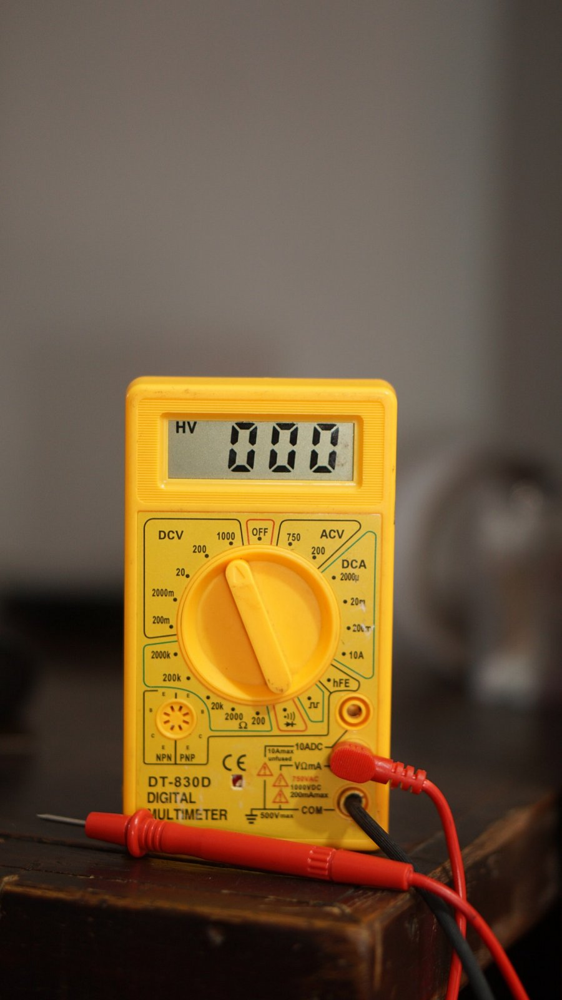 HV 000
DCV 1000 OFF 750 ACV
200 200
DCA
20 2000µ
2000m 20m
200m 200m
2000k 10A
200k hFE
20k
2000 200
Ω
E E
B B
C C
E E
NPN PNP
10ADC
10Amax
unfused
VΩmA
CE
750VAC
1000VDC
200mAmax
DT-830D
DIGITAL
MULTIMETER
COM
500Vmax